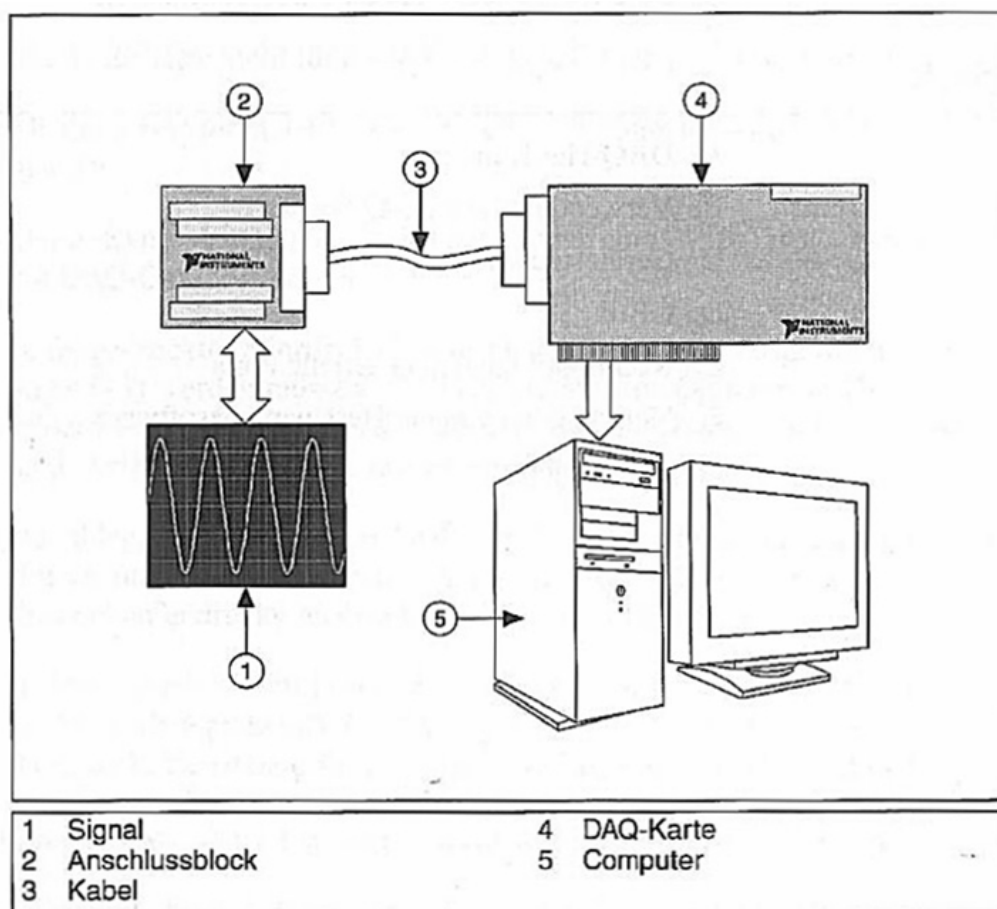 2
4
3
NATIONAL
INSTRUMENTS
NATIONAL
INSTRUMENTS
5
1
1 Signal
2 Anschlussblock
3 Kabel
4 DAQ-Karte
5 Computer